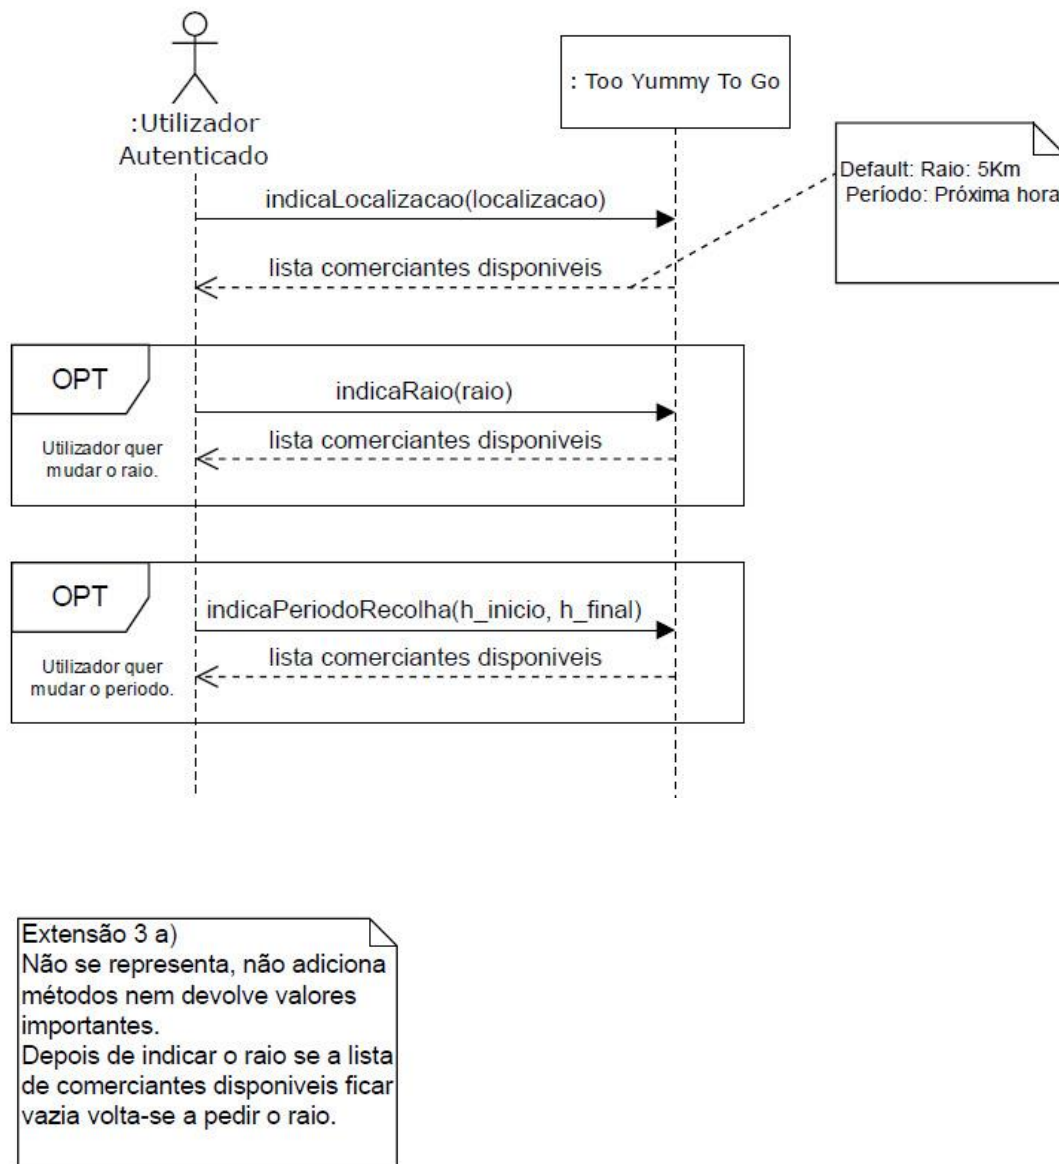 :Utilizador
Autenticado
: Too Yummy To Go
Default: Raio: 5Km
Período: Próxima hora
indicaLocalizacao(localizacao)
lista comerciantes disponiveis
OPT
Utilizador quer
mudar o raio.
indicaRaio(raio)
lista comerciantes disponiveis
OPT
Utilizador quer
mudar o periodo.
indicaPeriodoRecolha(h_inicio, h_final)
lista comerciantes disponiveis
Extensão 3 a)
Não se representa, não adiciona
métodos nem devolve valores
importantes.
Depois de indicar o raio se a lista
de comerciantes disponiveis ficar
vazia volta-se a pedir o raio.